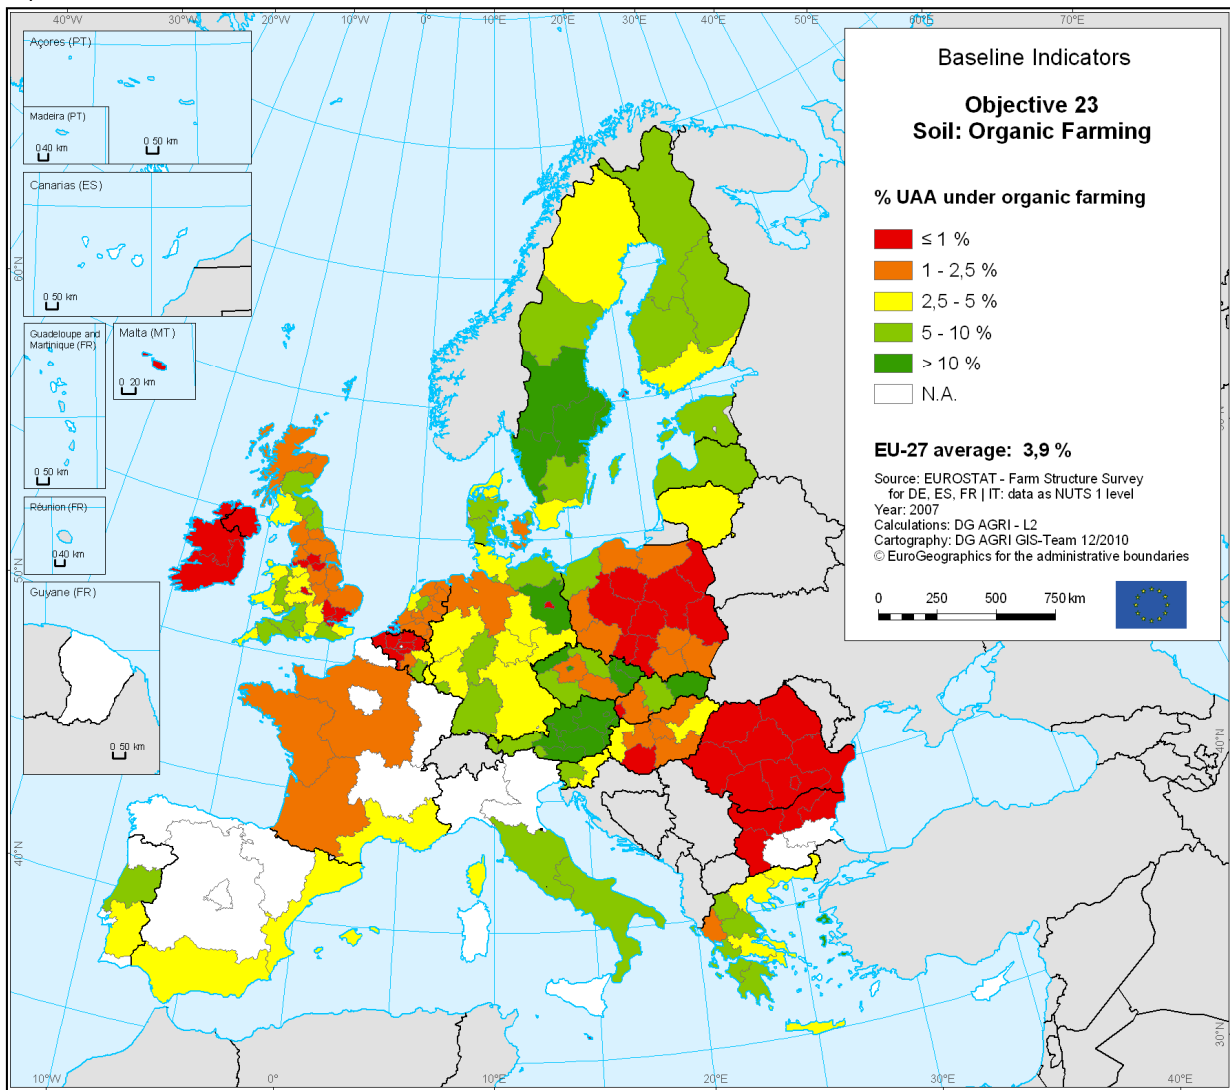 40°W
30°W
20°W
10°W
0°
10°E
20°E
30°E
40°E
50°E
60°E
70°E
Açores (PT)
Madeira (PT)
0 40 km
0 50 km
Canarias (ES)
0 50 km
Guadeloupe and
Martinique (FR)
0 50 km
Malta (MT)
0 20 km
Réunion (FR)
0 40 km
Guyane (FR)
0 50 km
60°N
50°N
40°N
Baseline Indicators
Objective 23
Soil: Organic Farming
% UAA under organic farming
≤ 1 %
1 - 2,5 %
2,5 - 5 %
5 - 10 %
> 10 %
N.A.
EU-27 average: 3,9 %
Source: EUROSTAT - Farm Structure Survey
for DE, ES, FR | IT: data as NUTS 1 level
Year: 2007
Calculations: DG AGRI - L2
Cartography: DG AGRI GIS-Team 12/2010
© EuroGeographics for the administrative boundaries
0 250 500 750 km
40°N
30°N
10°W
0°
10°E
20°E
30°E
40°E